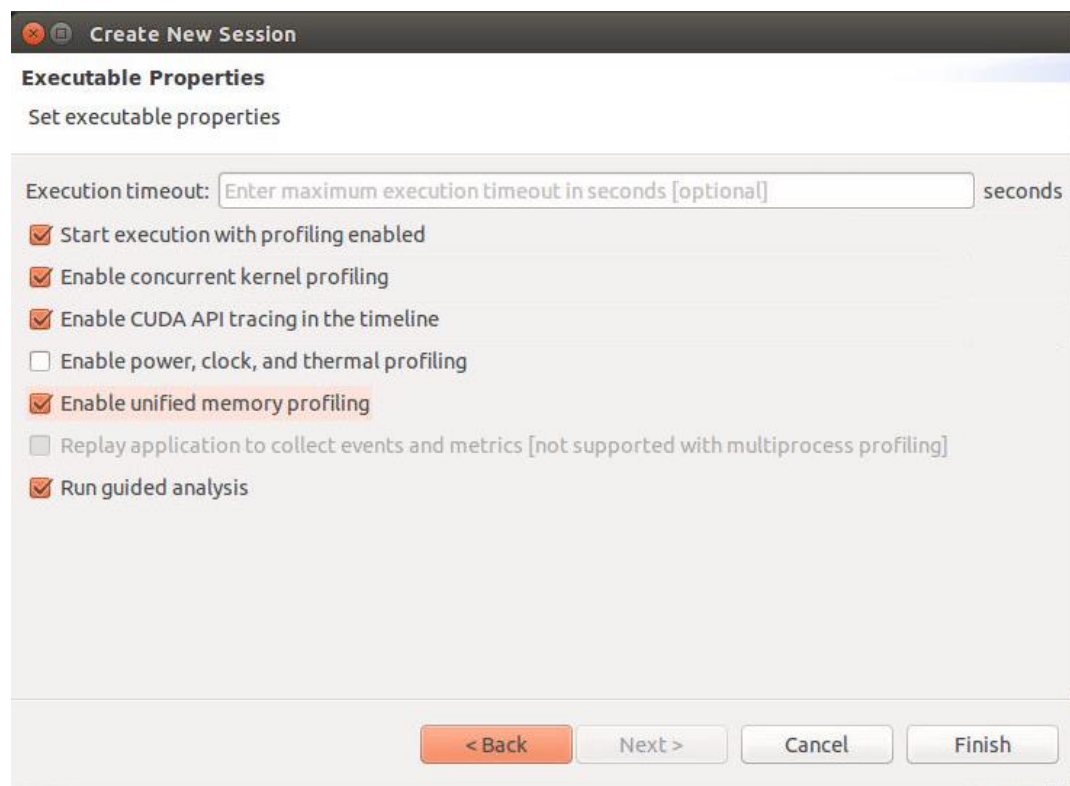 Create New Session
Executable Properties
Set executable properties
Execution timeout: Enter maximum execution timeout in seconds [optional] seconds
Start execution with profiling enabled
Enable concurrent kernel profiling
Enable CUDA API tracing in the timeline
Enable power, clock, and thermal profiling
Enable unified memory profiling
Replay application to collect events and metrics [not supported with multiprocess profiling]
Run guided analysis
< Back Next > Cancel Finish